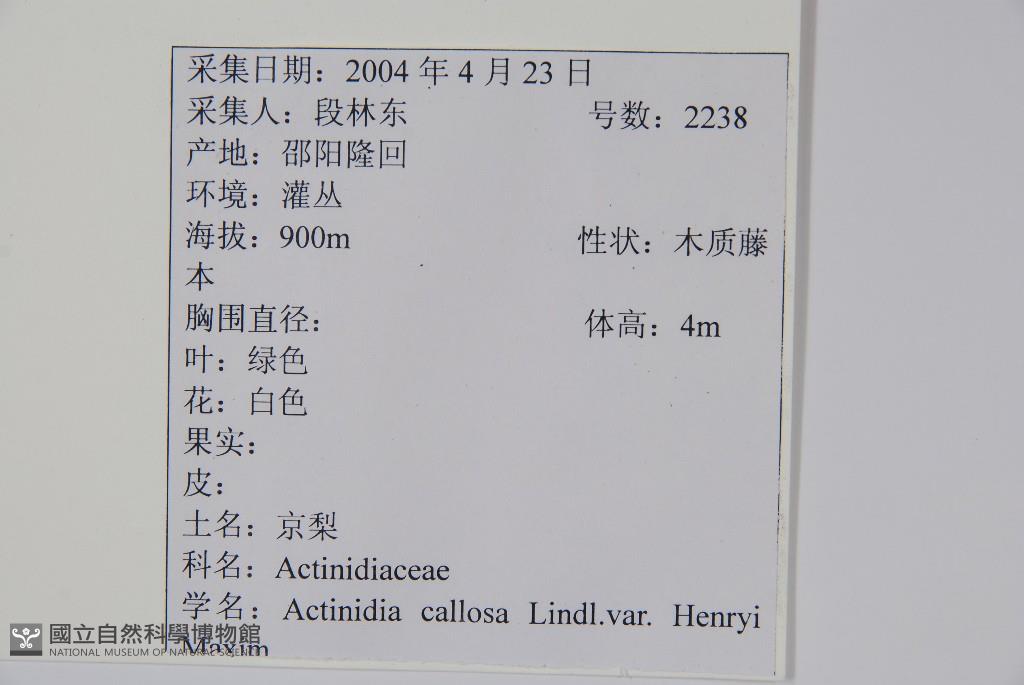 采集日期：2004 年 4 月 23 日
采集人：段林东 号数：2238
产地：邵阳隆回
环境：灌丛
海拔：900m 性状：木质藤
本
胸围直径： 体高：4m
叶：绿色
花：白色
果实：
皮：
土名：京梨
科名：Actinidiaceae
学名：Actinidia callosa Lindl.var. Henryi
Maxim
國立自然科學博物館
NATIONAL MUSEUM OF NATURAL SCIENCE